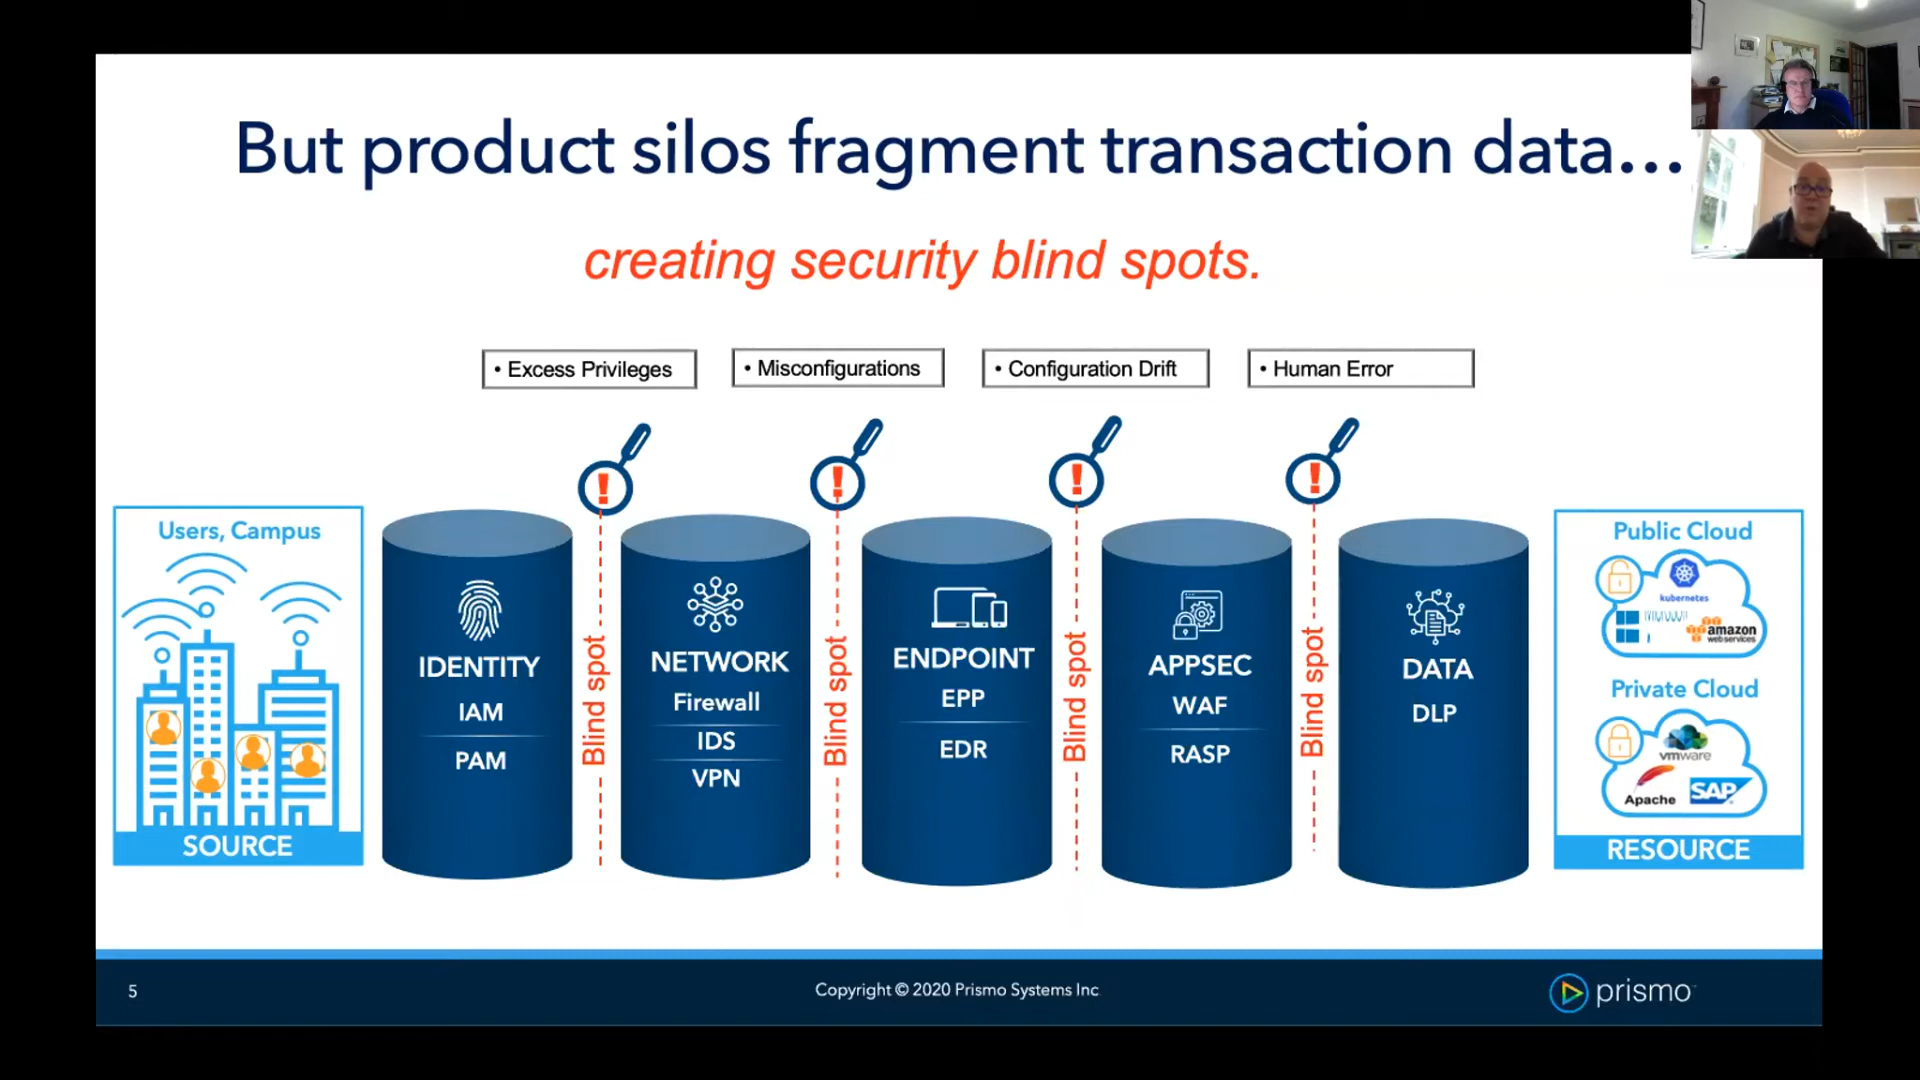 But product silos fragment transaction data...
creating security blind spots.
• Excess Privileges
• Misconfigurations
• Configuration Drift
• Human Error
!
!
!
!
Users, Campus
SOURCE
IDENTITY
IAM
PAM
Blind spot
NETWORK
Firewall
IDS
VPN
Blind spot
ENDPOINT
EPP
EDR
Blind spot
APPSEC
WAF
RASP
Blind spot
DATA
DLP
Public Cloud
kubernetes
amazon
webservices
Private Cloud
vmware
Apache
SAP
RESOURCE
5
Copyright © 2020 Prismo Systems Inc
prismo